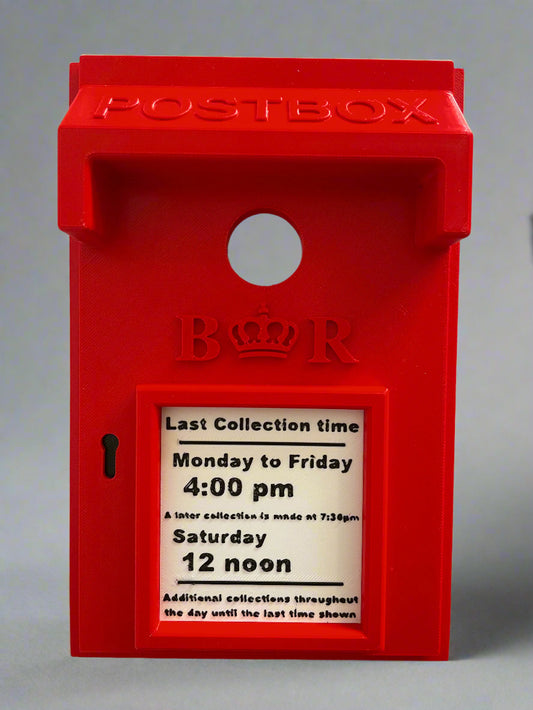 POSTBOX
B R
Last Collection time
Monday to Friday
4:00 pm
A later collection is made at 7:30pm
Saturday
12 noon
Additional collections throughout
the day until the last time shown